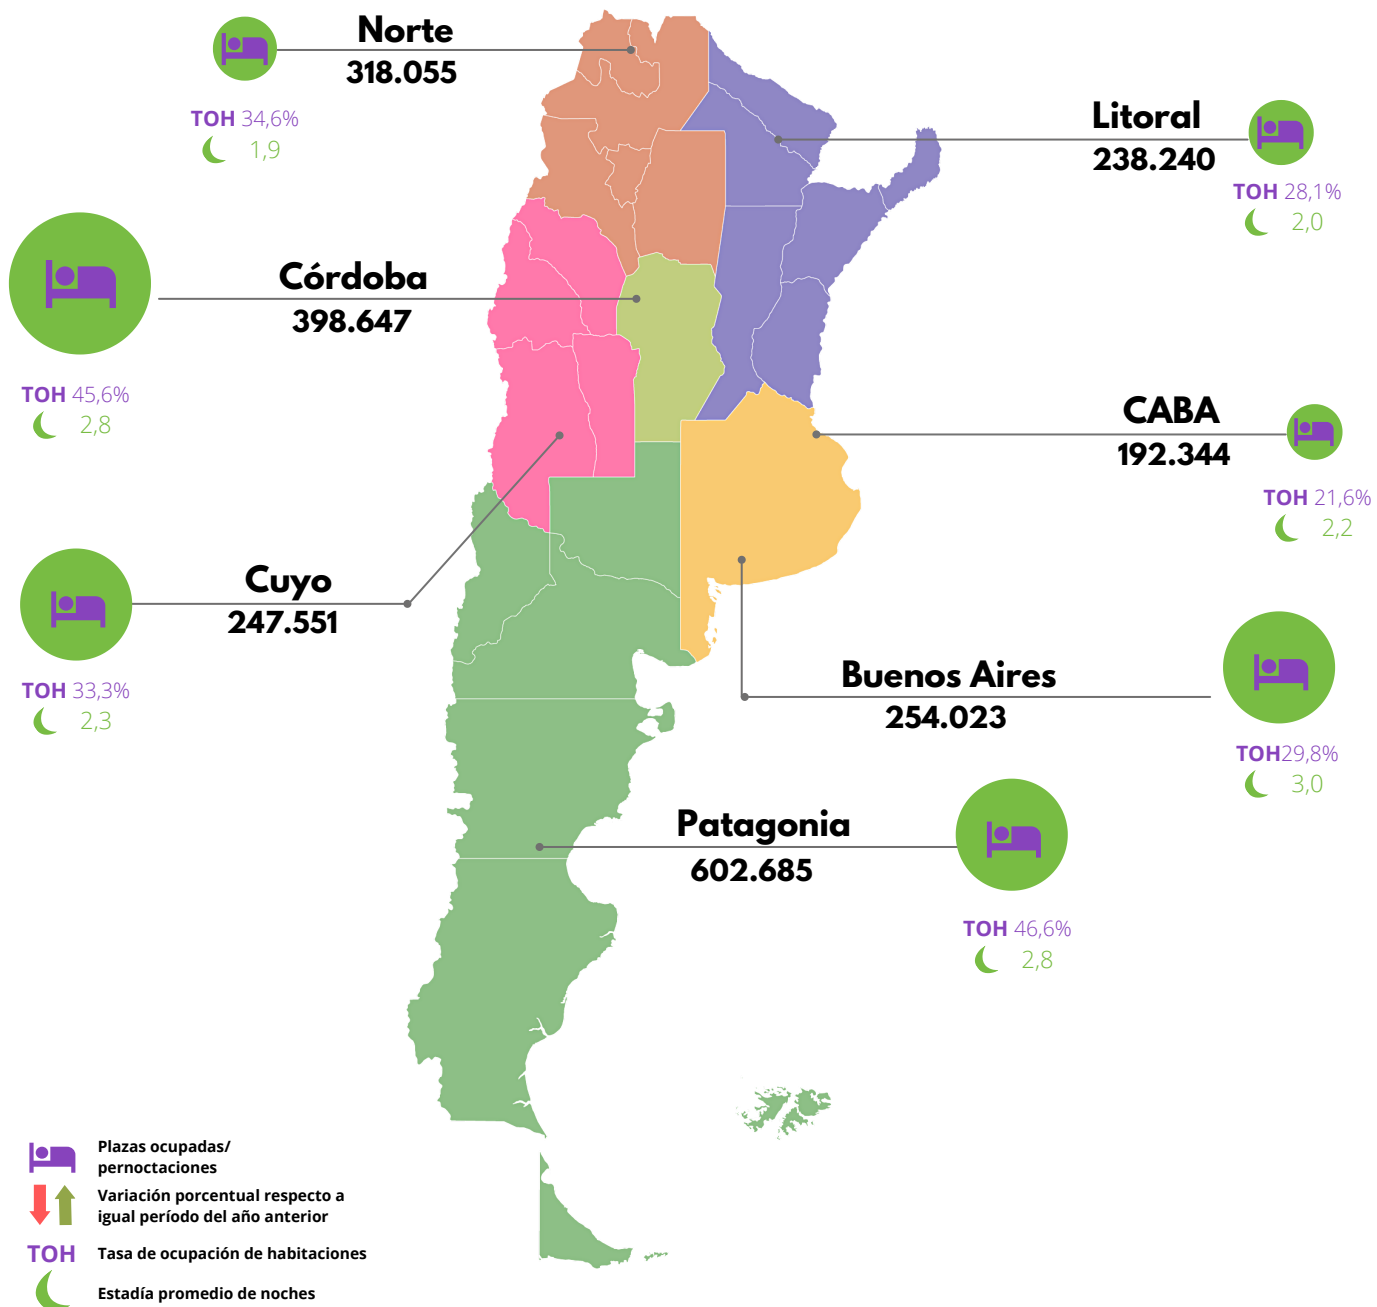 Norte
318.055
TOH 34,6%
1,9
Litoral
238.240
TOH 28,1%
2,0
Córdoba
398.647
TOH 45,6%
2,8
CABA
192.344
TOH 21,6%
2,2
Cuyo
247.551
TOH 33,3%
2,3
Buenos Aires
254.023
TOH29,8%
3,0
Patagonia
602.685
TOH 46,6%
2,8
Plazas ocupadas/
pernoctaciones
Variación porcentual respecto a
igual período del año anterior
TOH Tasa de ocupación de habitaciones
Estadía promedio de noches